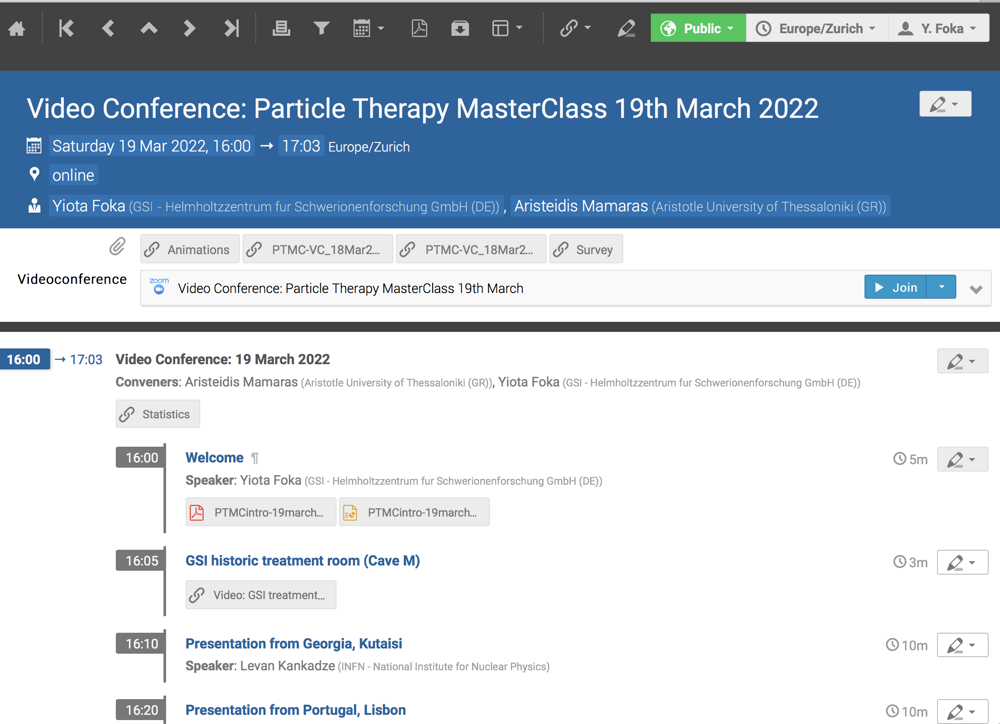 Public Europe/Zurich Y. Foka
Video Conference: Particle Therapy MasterClass 19th March 2022
Saturday 19 Mar 2022, 16:00 → 17:03 Europe/Zurich
online
Yiota Foka (GSI - Helmholtzzentrum fur Schwerionenforschung GmbH (DE)) , Aristeidis Mamaras (Aristotle University of Thessaloniki (GR))
Animations PTMC-VC_18Mar2... PTMC-VC_18Mar2... Survey
Videoconference
zoom
Video Conference: Particle Therapy MasterClass 19th March
Join
16:00 → 17:03 Video Conference: 19 March 2022
Conveners: Aristeidis Mamaras (Aristotle University of Thessaloniki (GR)), Yiota Foka (GSI - Helmholtzzentrum fur Schwerionenforschung GmbH (DE))
Statistics
16:00 Welcome ¶ 5m
Speaker: Yiota Foka (GSI - Helmholtzzentrum fur Schwerionenforschung GmbH (DE))
PTMCintro-19march... PTMCintro-19march...
16:05 GSI historic treatment room (Cave M) 3m
Video: GSI treatment...
16:10 Presentation from Georgia, Kutaisi 10m
Speaker: Levan Kankadze (INFN - National Institute for Nuclear Physics)
16:20 Presentation from Portugal, Lisbon 10m